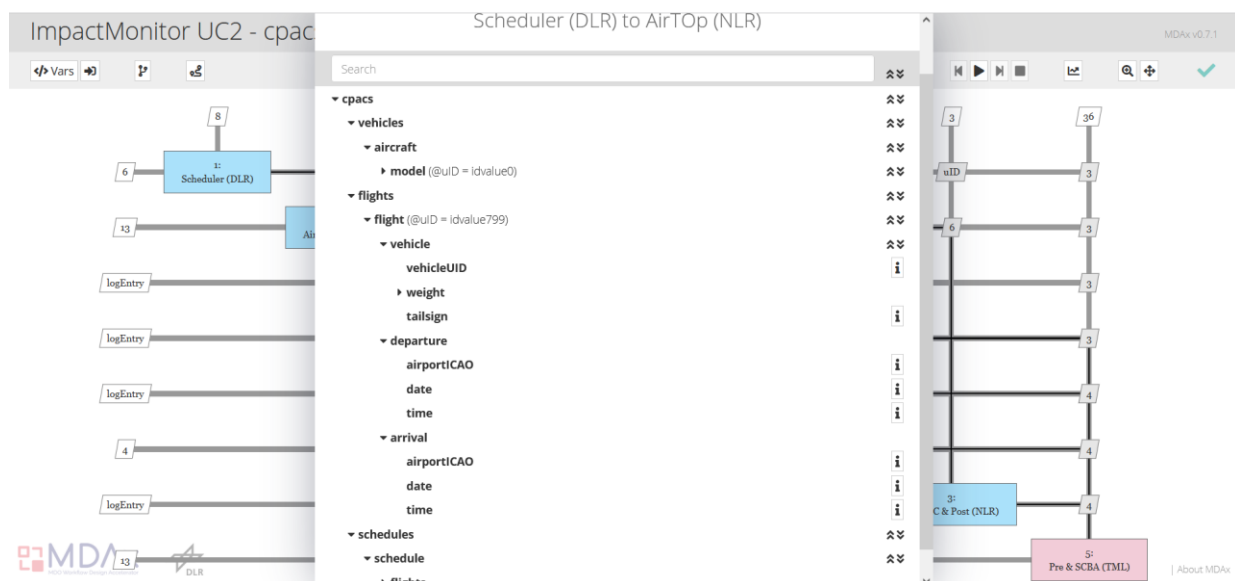 ImpactMonitor UC2 - cpac
Scheduler (DLR) to AirTOp (NLR)
MDAx v0.7.1
</> Vars
Search
cpacs
8
vehicles
3
36
aircraft
6
1:
Scheduler (DLR)
model (@uID = idvalue0)
uID
3
flights
flight (@uID = idvalue799)
13
Ai
6
3
vehicle
vehicleUID
logEntry
weight
3
tailsign
logEntry
departure
3
airportICAO
date
logEntry
4
time
arrival
4
4
airportICAO
date
3:
C & Post (NLR)
logEntry
time
4
schedules
MDA
13
DLR
schedule
5:
Pre & SCBA (TML)
About MDAx
flights